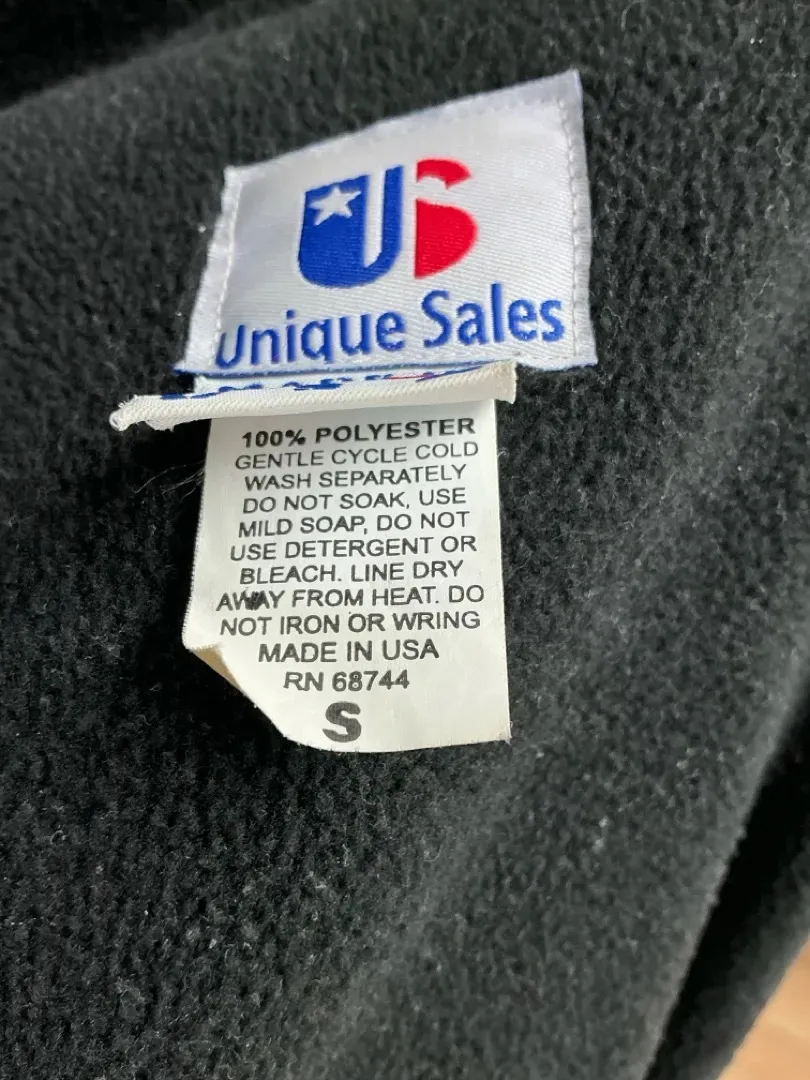 US
Unique Sales
100% POLYESTER
GENTLE CYCLE COLD
WASH SEPARATELY
DO NOT SOAK, USE
MILD SOAP, DO NOT
USE DETERGENT OR
BLEACH. LINE DRY
AWAY FROM HEAT. DO
NOT IRON OR WRING
MADE IN USA
RN 68744
S